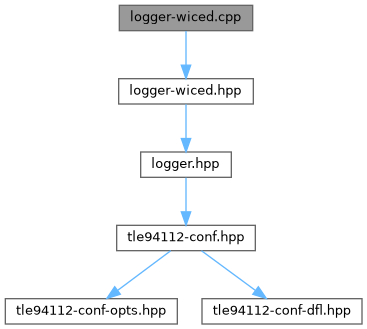 logger-wiced.cpp
logger-wiced.hpp
logger.hpp
tle94112-conf.hpp
tle94112-conf-opts.hpp
tle94112-conf-dfl.hpp